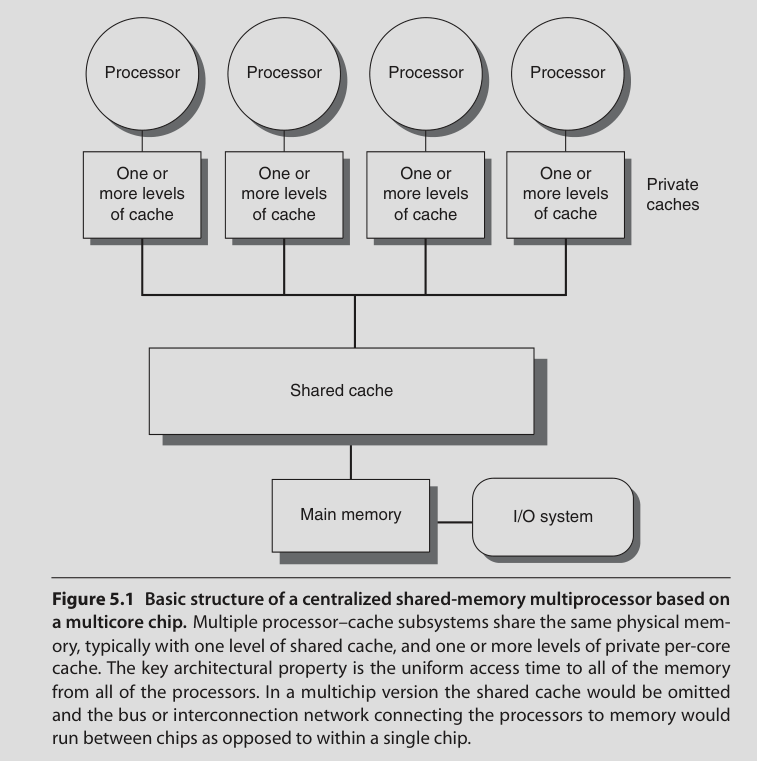 Processor Processor Processor Processor
One or One or One or One or
more levels more levels more levels more levels
of cache of cache of cache of cache
Private
caches
Shared cache
Main memory
I/O system
Figure 5.1 Basic structure of a centralized shared-memory multiprocessor based on
a multicore chip. Multiple processor–cache subsystems share the same physical mem-
ory, typically with one level of shared cache, and one or more levels of private per-core
cache. The key architectural property is the uniform access time to all of the memory
from all of the processors. In a multichip version the shared cache would be omitted
and the bus or interconnection network connecting the processors to memory would
run between chips as opposed to within a single chip.